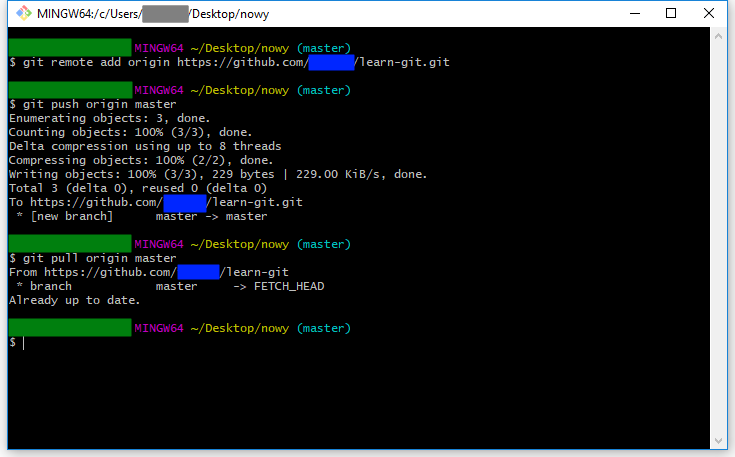 MINGW64:/c/Users/ /Desktop/nowy
MINGW64 ~/Desktop/nowy (master)
$ git remote add origin https://github.com/ /learn-git.git
MINGW64 ~/Desktop/nowy (master)
$ git push origin master
Enumerating objects: 3, done.
Counting objects: 100% (3/3), done.
Delta compression using up to 8 threads
Compressing objects: 100% (2/2), done.
Writing objects: 100% (3/3), 229 bytes | 229.00 KiB/s, done.
Total 3 (delta 0), reused 0 (delta 0)
To https://github.com/ /learn-git.git
* [new branch]      master -> master
MINGW64 ~/Desktop/nowy (master)
$ git pull origin master
From https://github.com/ /learn-git
* branch            master     -> FETCH_HEAD
Already up to date.
MINGW64 ~/Desktop/nowy (master)
$